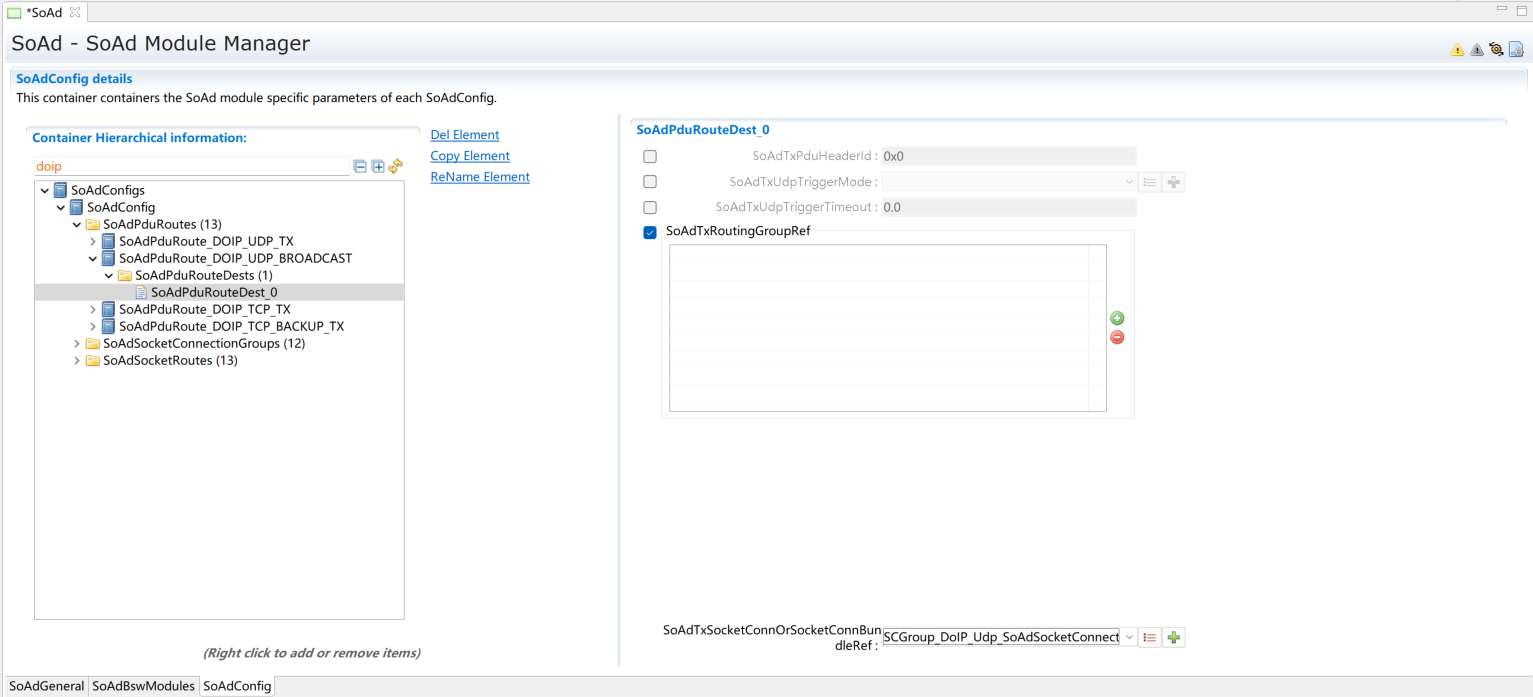 *SoAd
SoAd - SoAd Module Manager
SoAdConfig details
This container containers the SoAd module specific parameters of each SoAdConfig.
Container Hierarchical information:
doip
SoAdConfigs
SoAdConfig
SoAdPduRoutes (13)
SoAdPduRoute_DOIP_UDP_TX
SoAdPduRoute_DOIP_UDP_BROADCAST
SoAdPduRouteDests (1)
SoAdPduRouteDest_0
SoAdPduRoute_DOIP_TCP_TX
SoAdPduRoute_DOIP_TCP_BACKUP_TX
SoAdSocketConnectionGroups (12)
SoAdSocketRoutes (13)
(Right click to add or remove items)
Del Element
Copy Element
ReName Element
SoAdPduRouteDest_0
SoAdTxPduHeaderId : 0x0
SoAdTxUdpTriggerMode :
SoAdTxUdpTriggerTimeout : 0.0
SoAdTxRoutingGroupRef
SoAdTxSocketConnOrSocketConnBun
dleRef : SCGroup_DoIP_Udp_SoAdSocketConnect
SoAdGeneral SoAdBswModules SoAdConfig